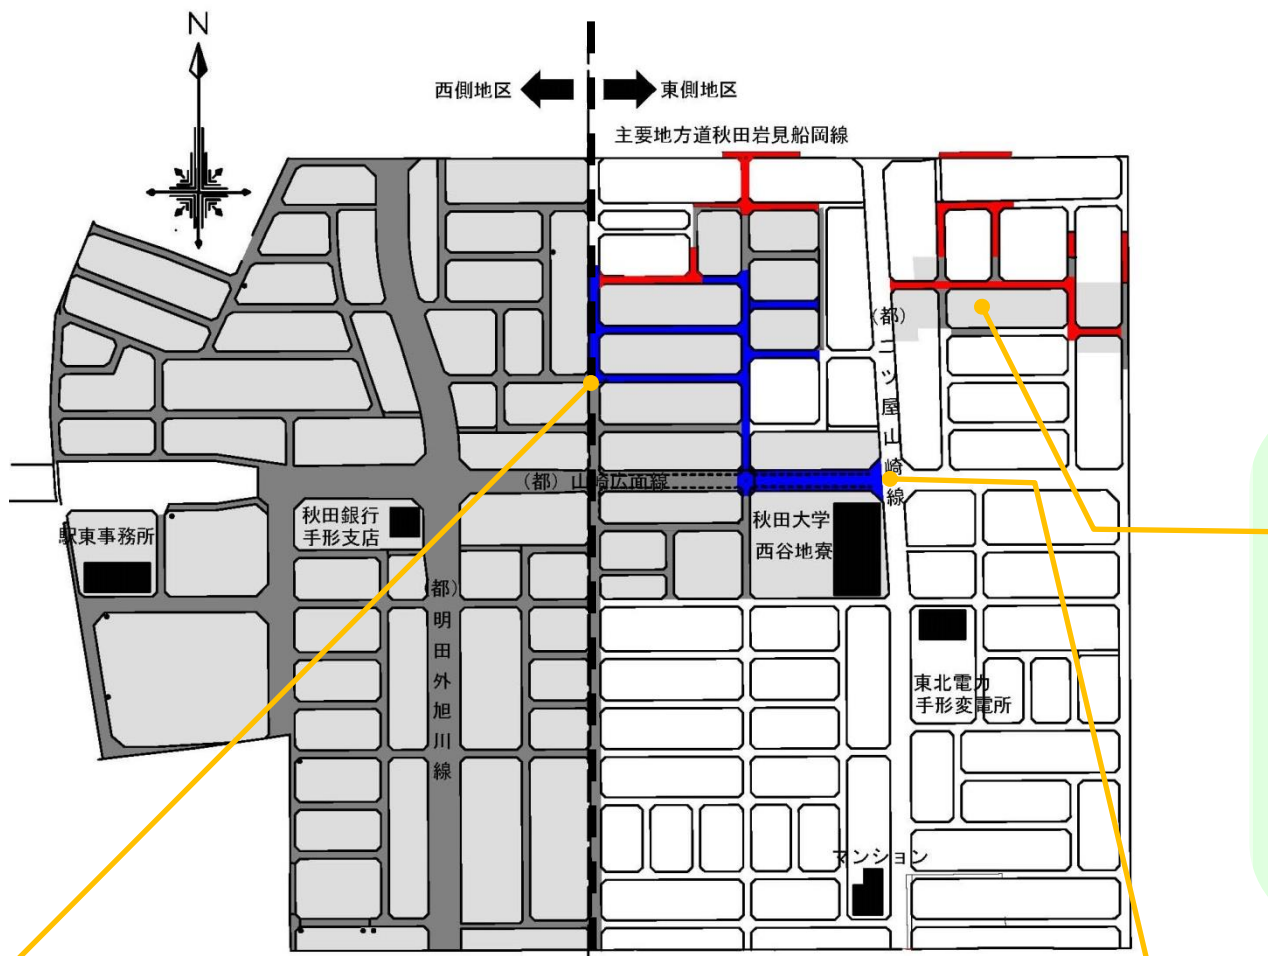 N
西側地区
東側地区
主要地方道秋田岩見船岡線
(都)二ツ屋山崎線
(都)山崎広面線
秋田銀行
手形支店
秋田大学
西谷地寮
駅東事務所
(都)明田外旭川線
東北電力
手形変電所
マンション